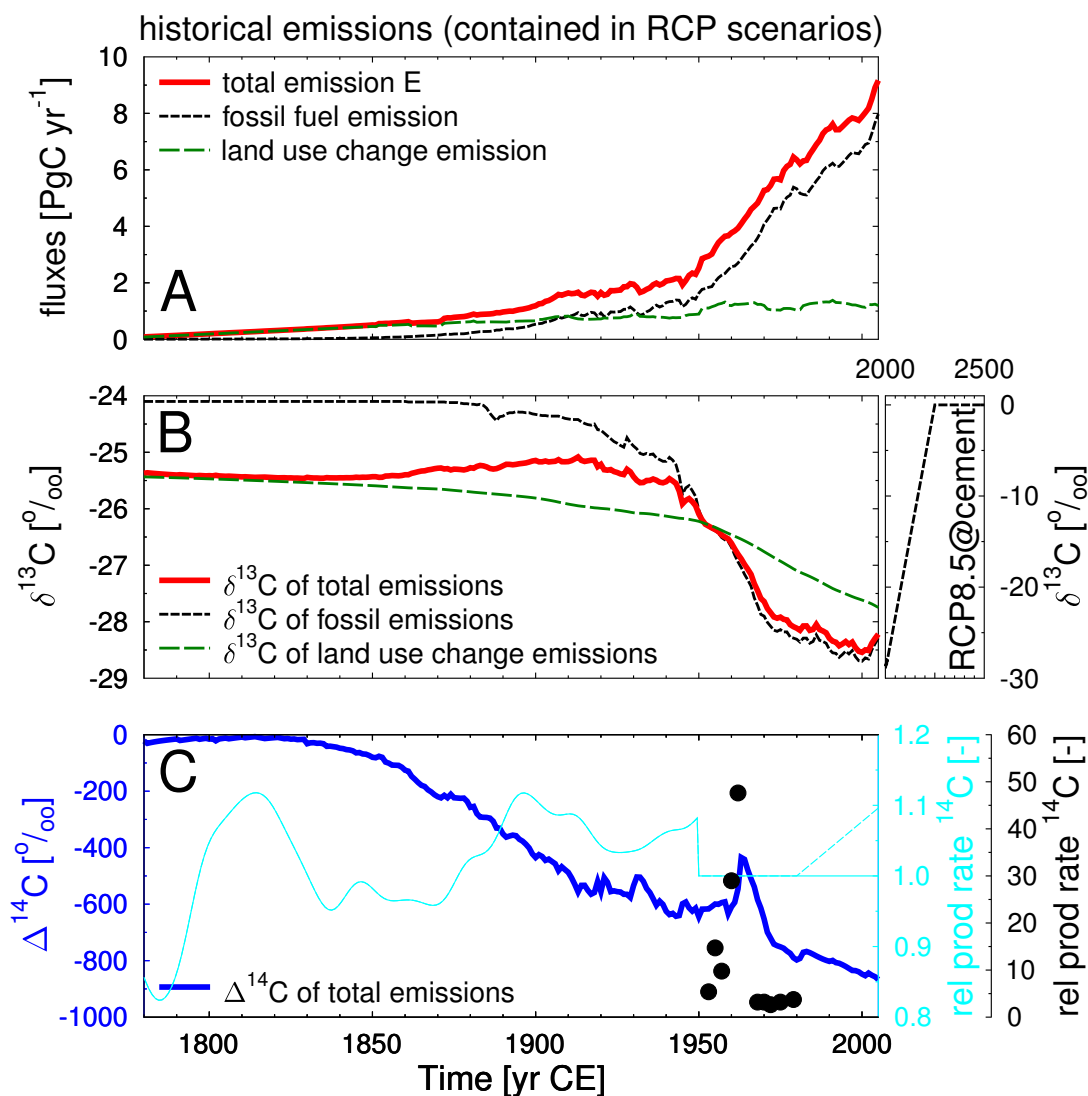 historical emissions (contained in RCP scenarios)
10
8
6
4
2
0
fluxes [PgC yr-1]
total emission E
fossil fuel emission
land use change emission
A
2000 2500
-24
-25
-26
-27
-28
-29
δ13C [o/oo]
B
δ13C of total emissions
δ13C of fossil emissions
δ13C of land use change emissions
RCP8.5@cement
0
-10
-20
-30
δ13C [o/oo]
0
-200
-400
-600
-800
-1000
Δ14C [o/oo]
C
Δ14C of total emissions
1.2
1.1
1.0
0.9
0.8
rel prod rate 14C [-]
60
50
40
30
20
10
0
rel prod rate 14C [-]
1800 1850 1900 1950 2000
Time [yr CE]